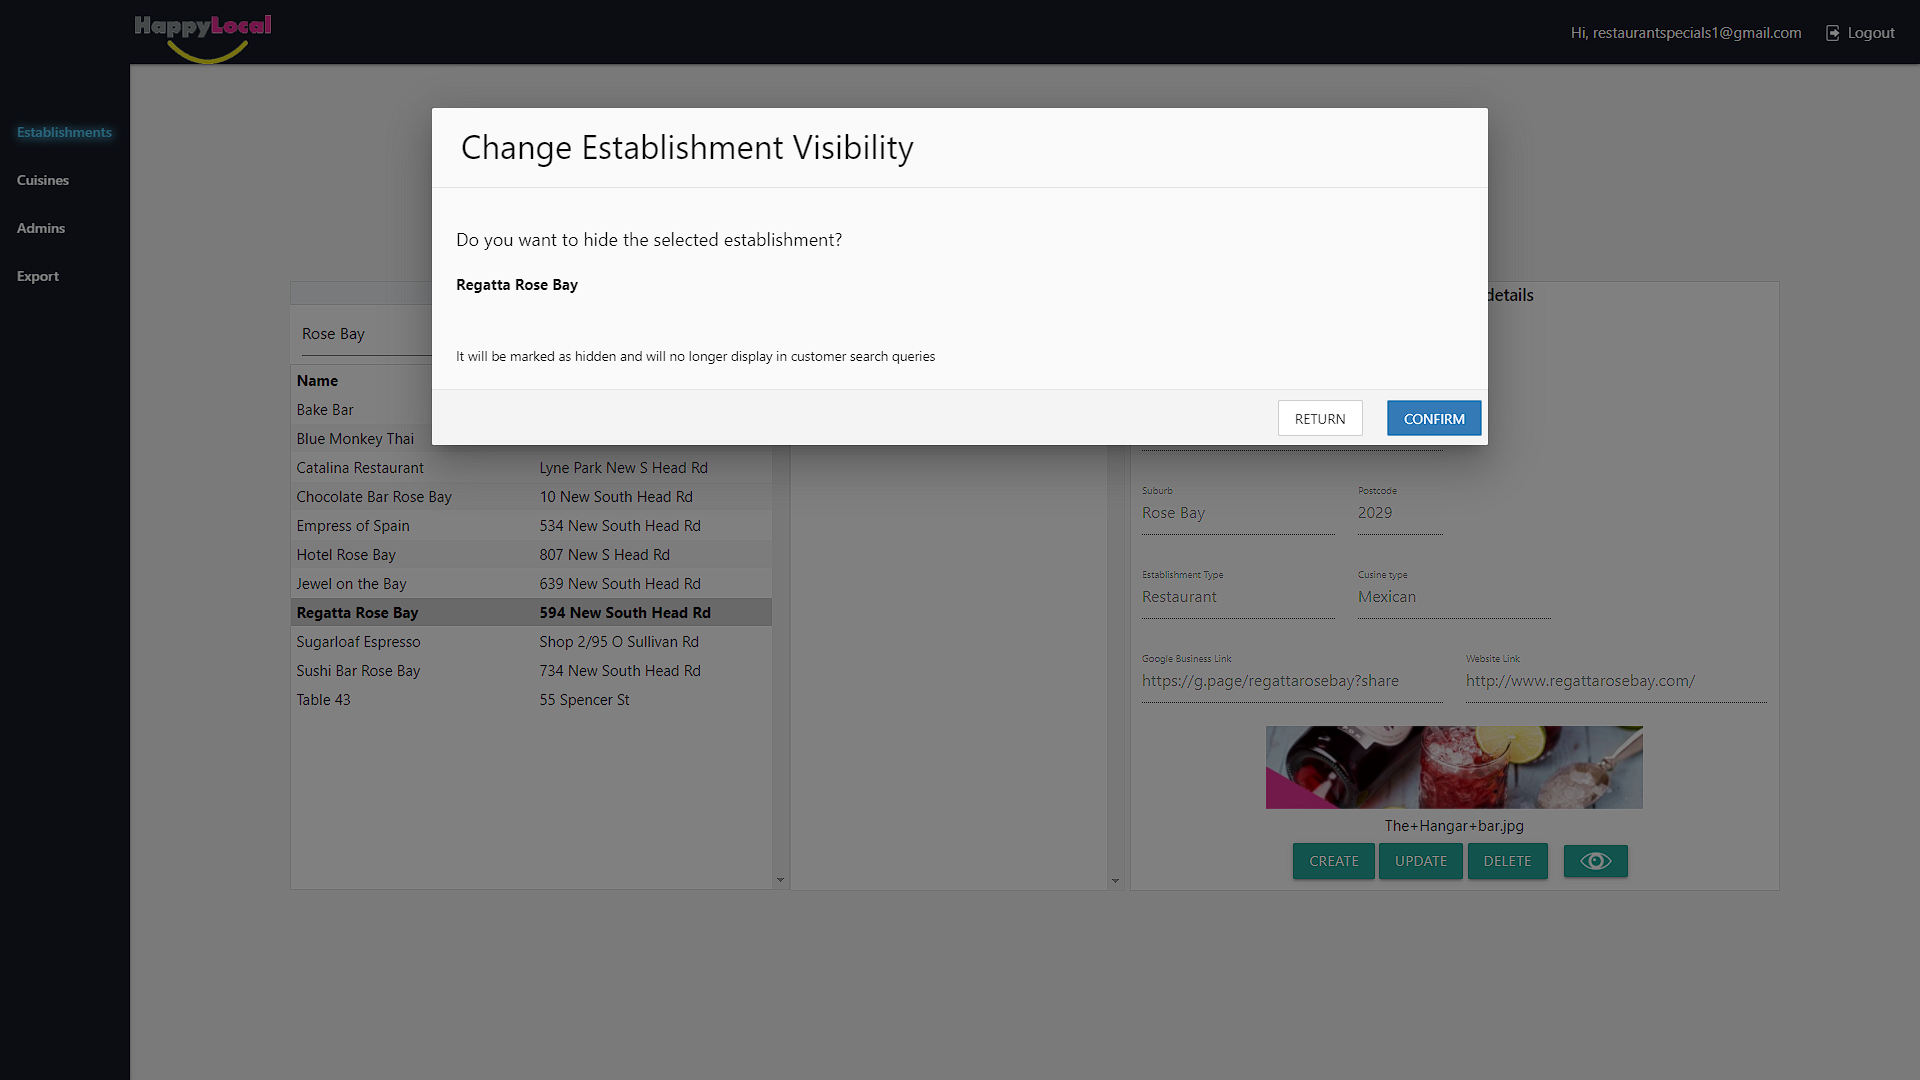 HappyLocal
Hi, restaurantspecials1@gmail.com Logout
Establishments
Cuisines
Admins
Export
Change Establishment Visibility
Do you want to hide the selected establishment?
Regatta Rose Bay
It will be marked as hidden and will no longer display in customer search queries
RETURN CONFIRM
details
Rose Bay
Name
Bake Bar
Blue Monkey Thai
Catalina Restaurant Lyne Park New S Head Rd
Chocolate Bar Rose Bay 10 New South Head Rd
Empress of Spain 534 New South Head Rd
Hotel Rose Bay 807 New S Head Rd
Jewel on the Bay 639 New South Head Rd
Regatta Rose Bay 594 New South Head Rd
Sugarloaf Espresso Shop 2/95 O Sullivan Rd
Sushi Bar Rose Bay 734 New South Head Rd
Table 43 55 Spencer St
Suburb Postcode
Rose Bay 2029
Establishment Type Cusine type
Restaurant Mexican
Google Business Link Website Link
https://g.page/regattarosebay?share http://www.regattarosebay.com/
The+Hangar+bar.jpg
CREATE UPDATE DELETE